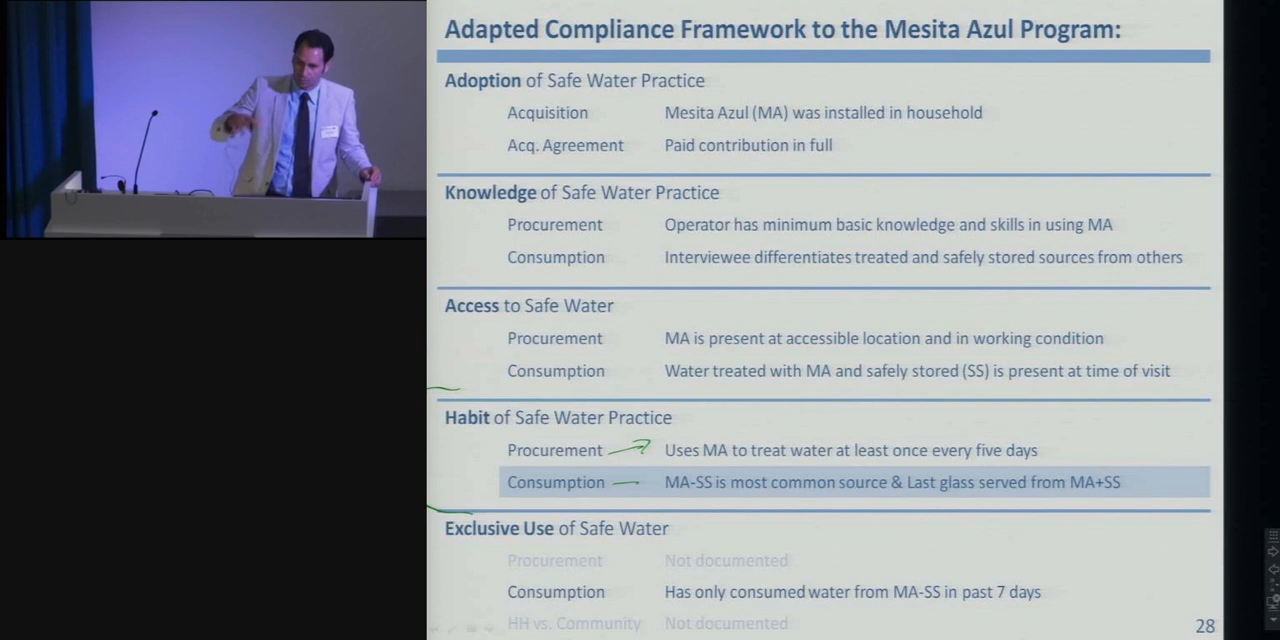 Adapted Compliance Framework to the Mesita Azul Program:
Adoption of Safe Water Practice
Acquisition Mesita Azul (MA) was installed in household
Acq. Agreement Paid contribution in full
Knowledge of Safe Water Practice
Procurement Operator has minimum basic knowledge and skills in using MA
Consumption Interviewee differentiates treated and safely stored sources from others
Access to Safe Water
Procurement MA is present at accessible location and in working condition
Consumption Water treated with MA and safely stored (SS) is present at time of visit
Habit of Safe Water Practice
Procurement Uses MA to treat water at least once every five days
Consumption MA-SS is most common source & Last glass served from MA+SS
Exclusive Use of Safe Water
Procurement Not documented
Consumption Has only consumed water from MA-SS in past 7 days
HH vs. Community Not documented
28